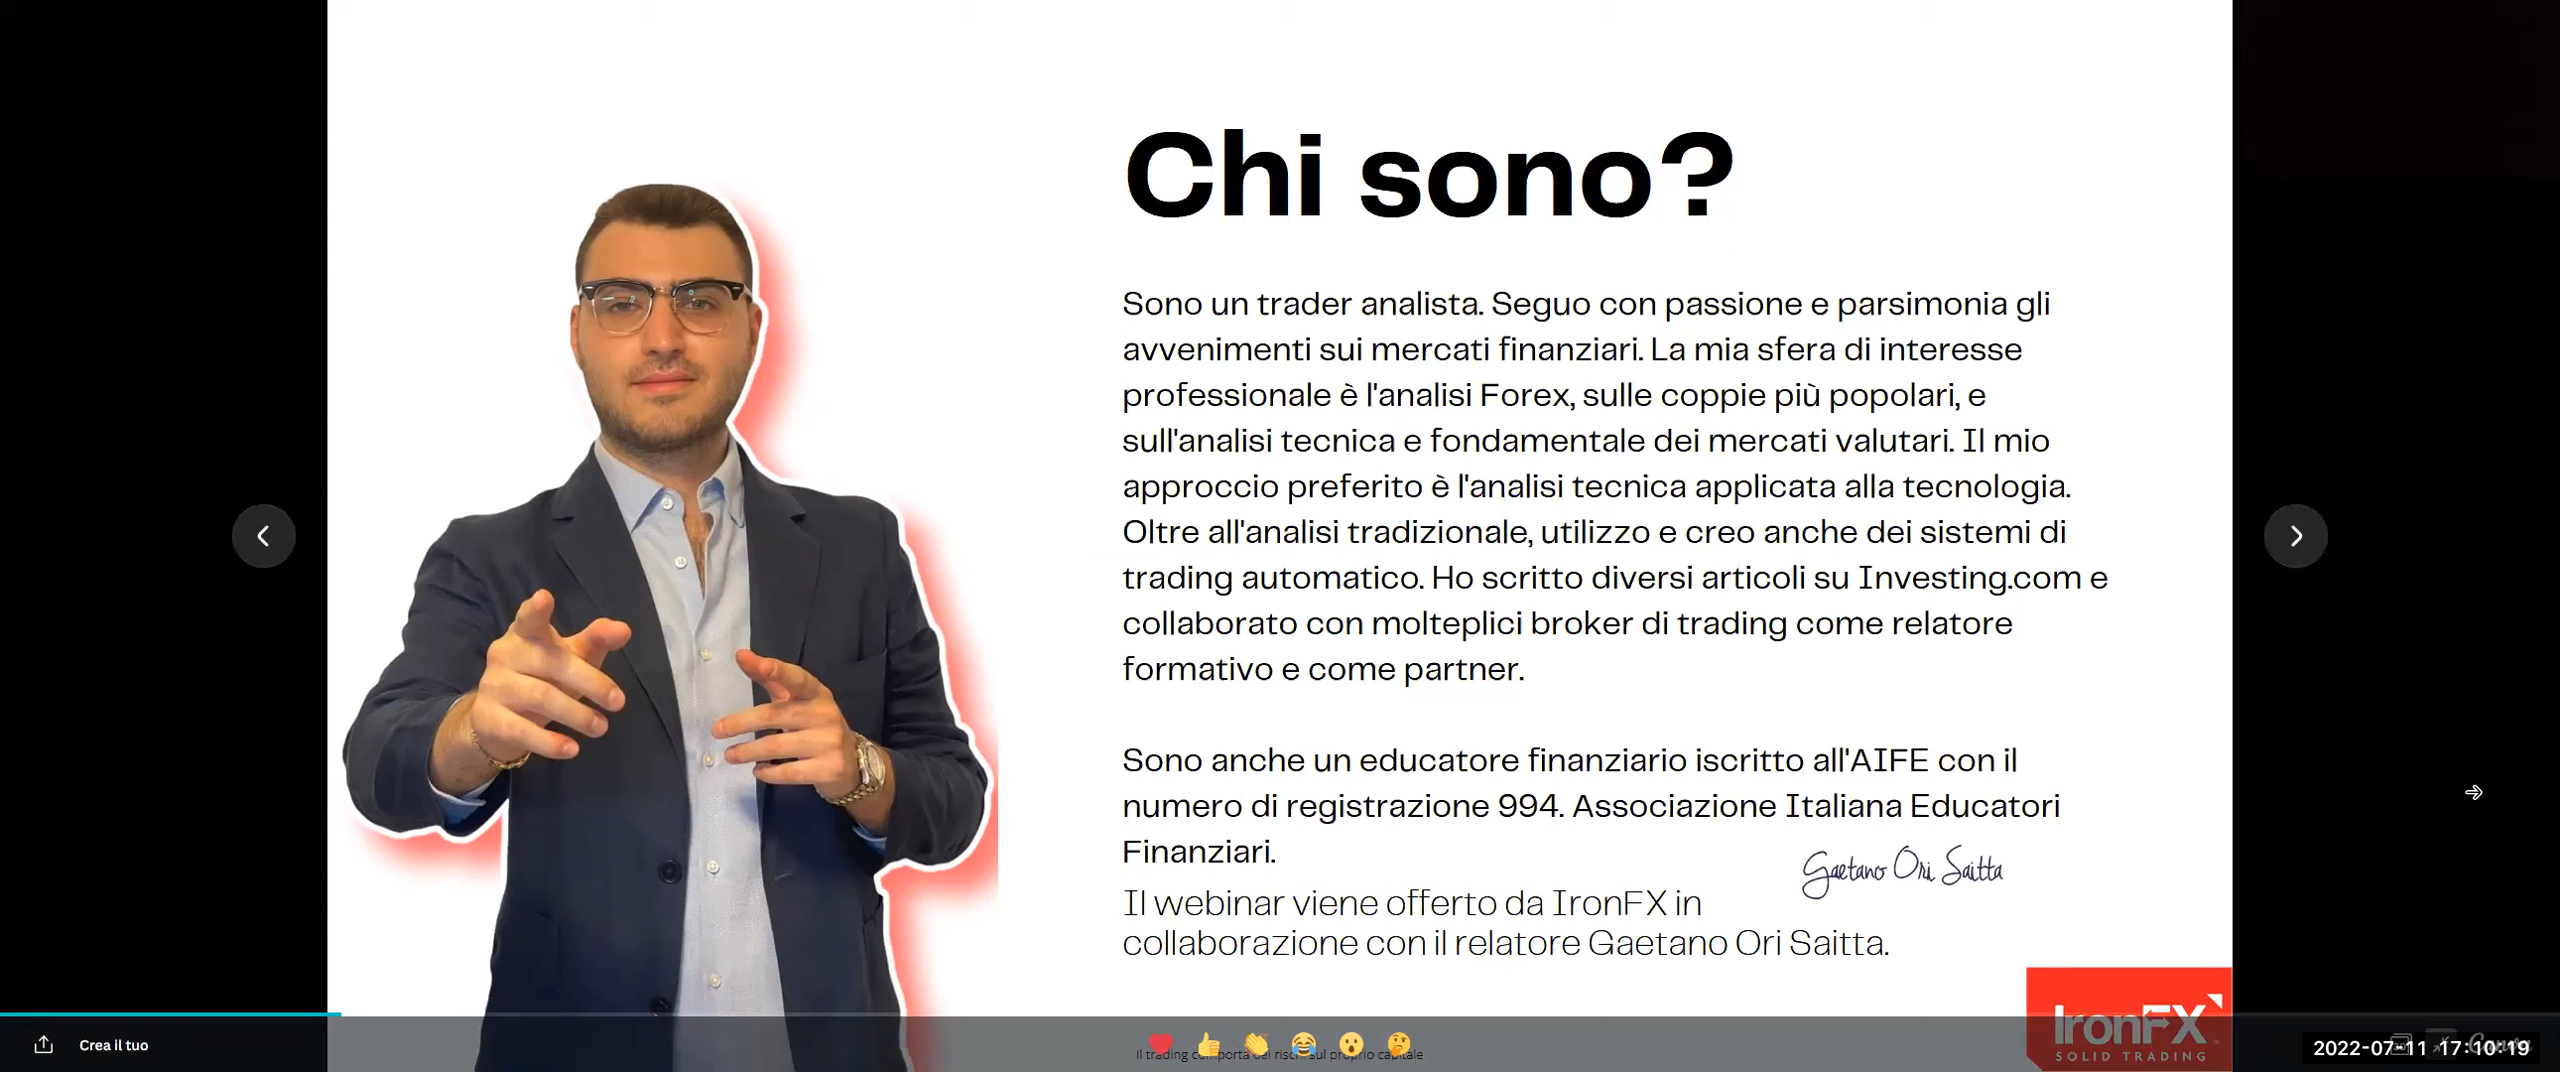 Chi sono?
Sono un trader analista. Seguo con passione e parsimonia gli
avvenimenti sui mercati finanziari. La mia sfera di interesse
professionale è l'analisi Forex, sulle coppie più popolari, e
sull'analisi tecnica e fondamentale dei mercati valutari. Il mio
approccio preferito è l'analisi tecnica applicata alla tecnologia.
Oltre all'analisi tradizionale, utilizzo e creo anche dei sistemi di
trading automatico. Ho scritto diversi articoli su Investing.com e
collaborato con molteplici broker di trading come relatore
formativo e come partner.
Sono anche un educatore finanziario iscritto all'AIFE con il
numero di registrazione 994. Associazione Italiana Educatori
Finanziari.
Gaetano Ori Saitta
Il webinar viene offerto da IronFX in
collaborazione con il relatore Gaetano Ori Saitta.
IronFX
SOLID TRADING
Crea il tuo
Il trading comporta dei rischi sul proprio capitale
2022-07-11 17:10:19